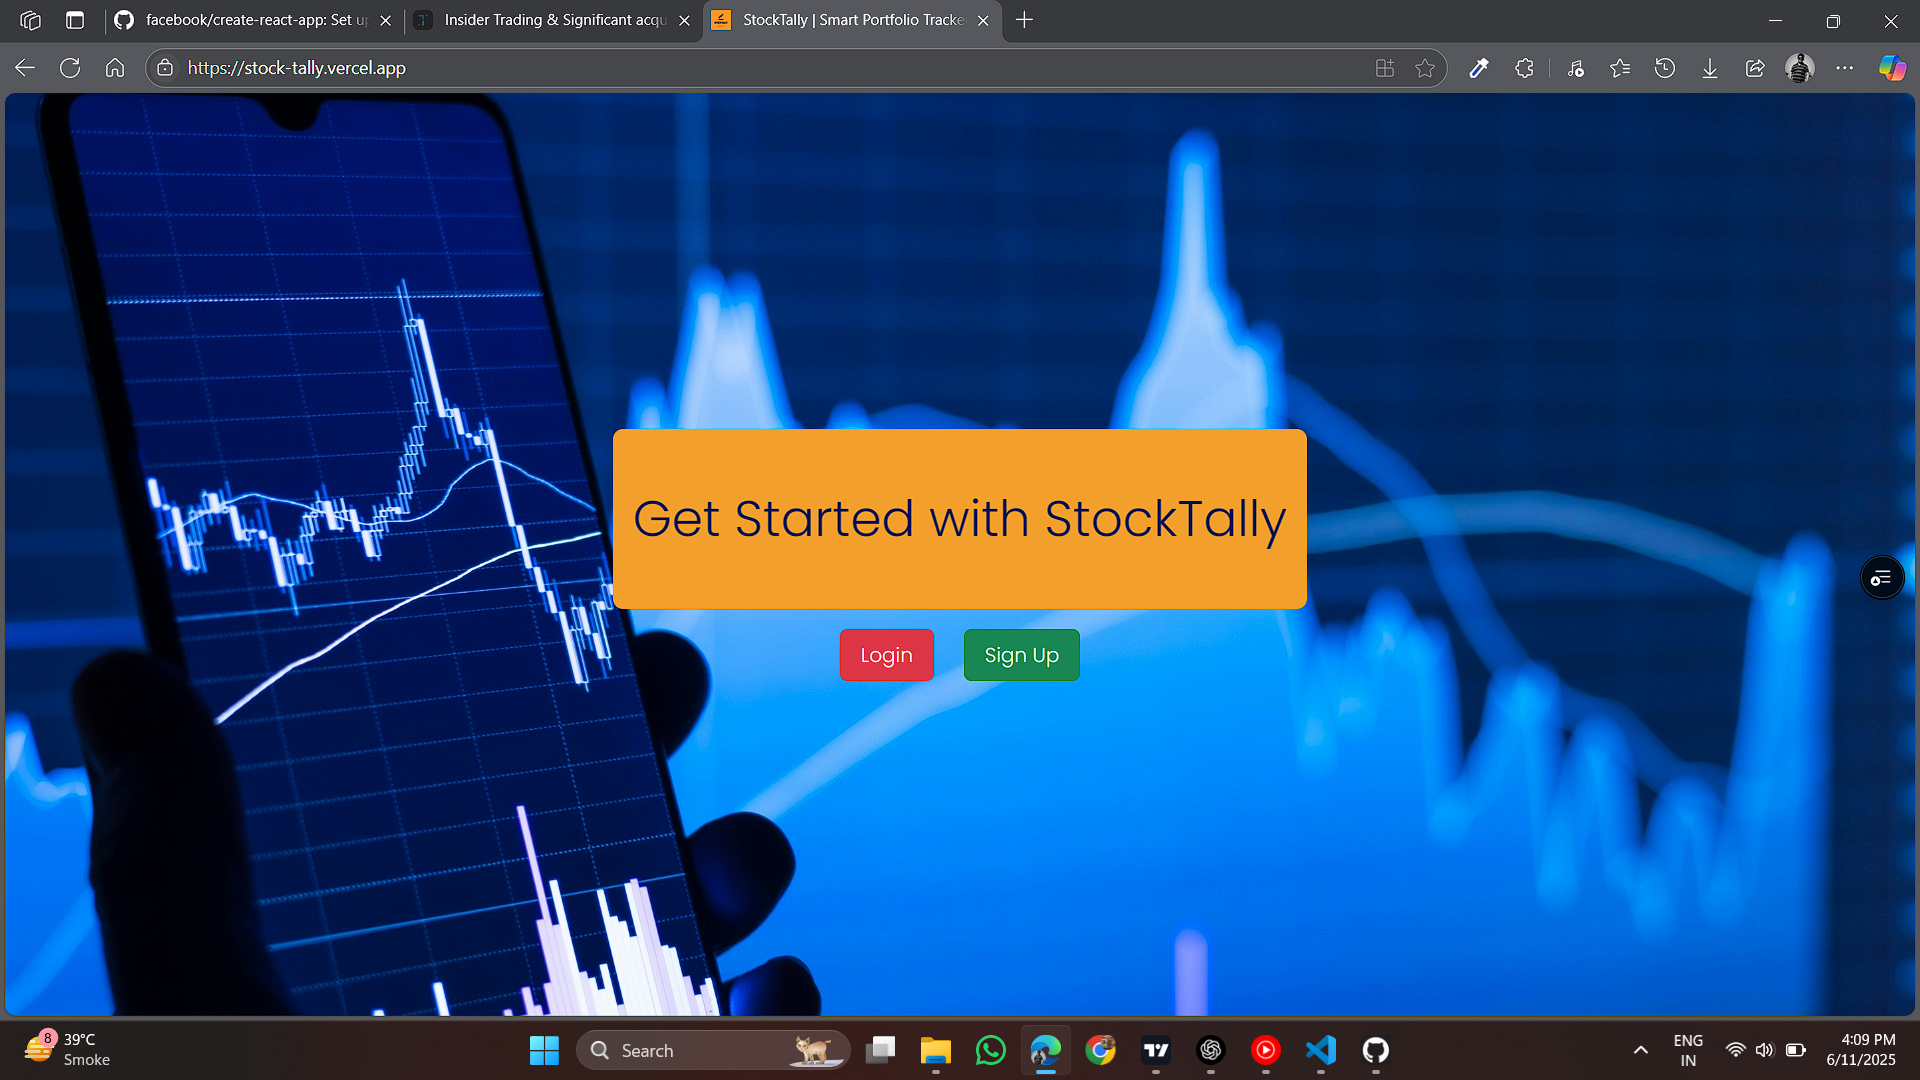 facebook/create-react-app: Set up
Insider Trading & Significant acqu
StockTally | Smart Portfolio Tracke
https://stock-tally.vercel.app
Get Started with StockTally
Login
Sign Up
8
39°C
Smoke
Search
ENG
IN
4:09 PM
6/11/2025